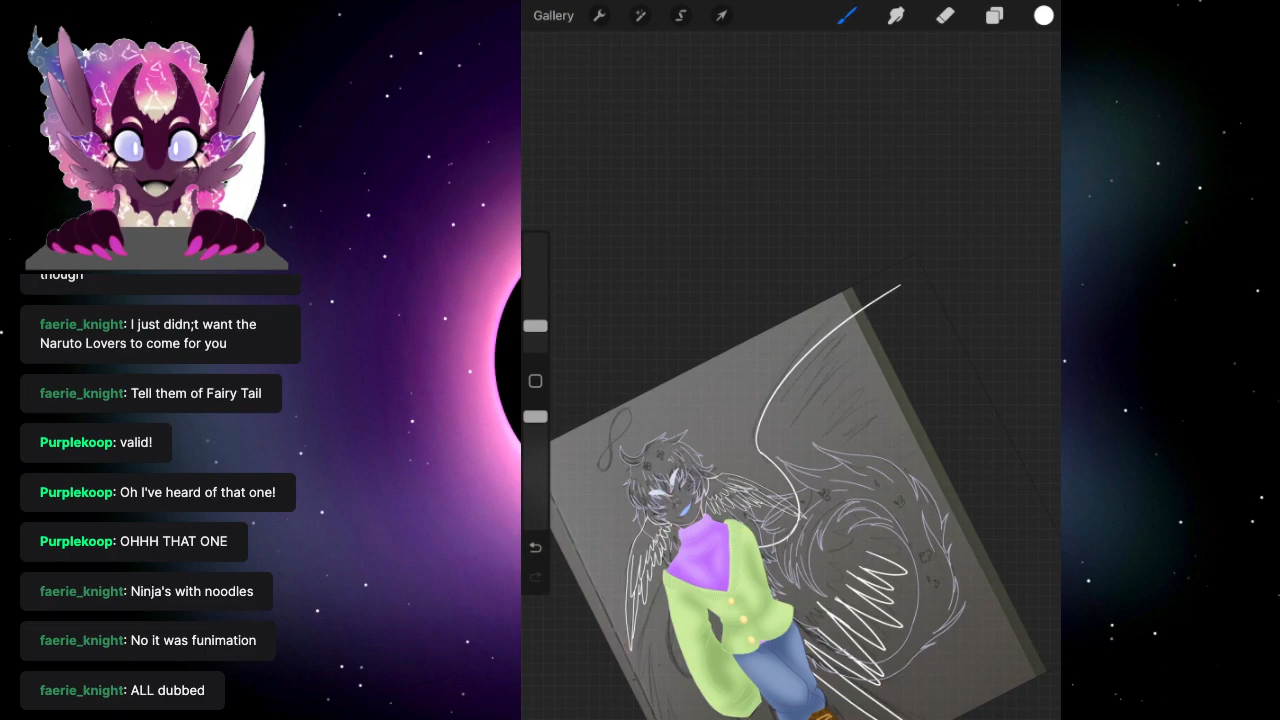 Gallery
though
faerie_knight: I just didn;t want the
Naruto Lovers to come for you
faerie_knight: Tell them of Fairy Tail
Purplekoop: valid!
Purplekoop: Oh I've heard of that one!
Purplekoop: OHHH THAT ONE
faerie_knight: Ninja's with noodles
faerie_knight: No it was funimation
faerie_knight: ALL dubbed